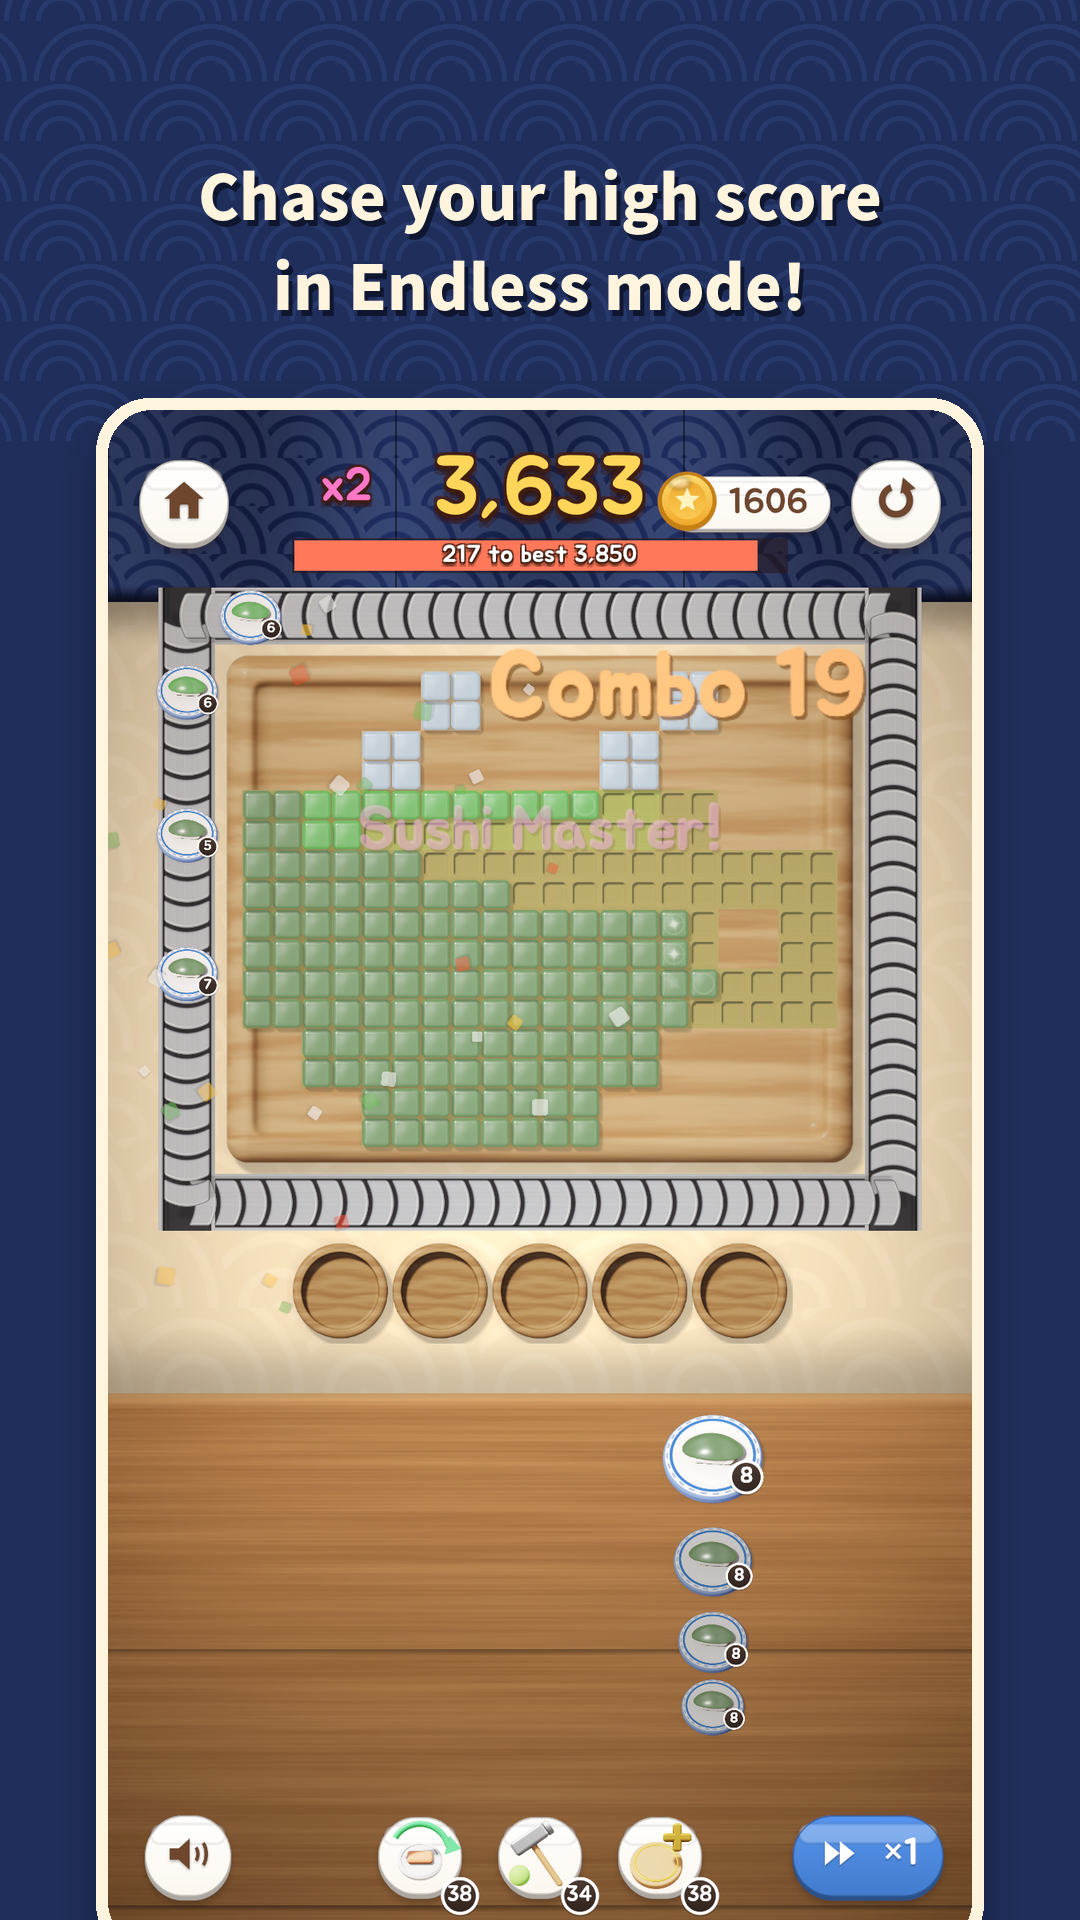 Chase your high score
in Endless mode!
x2
3,633
1606
217 to best 3,850
6
Combo 19
6
Sushi Master!
5
7
8
8
8
8
×1
38
34
38